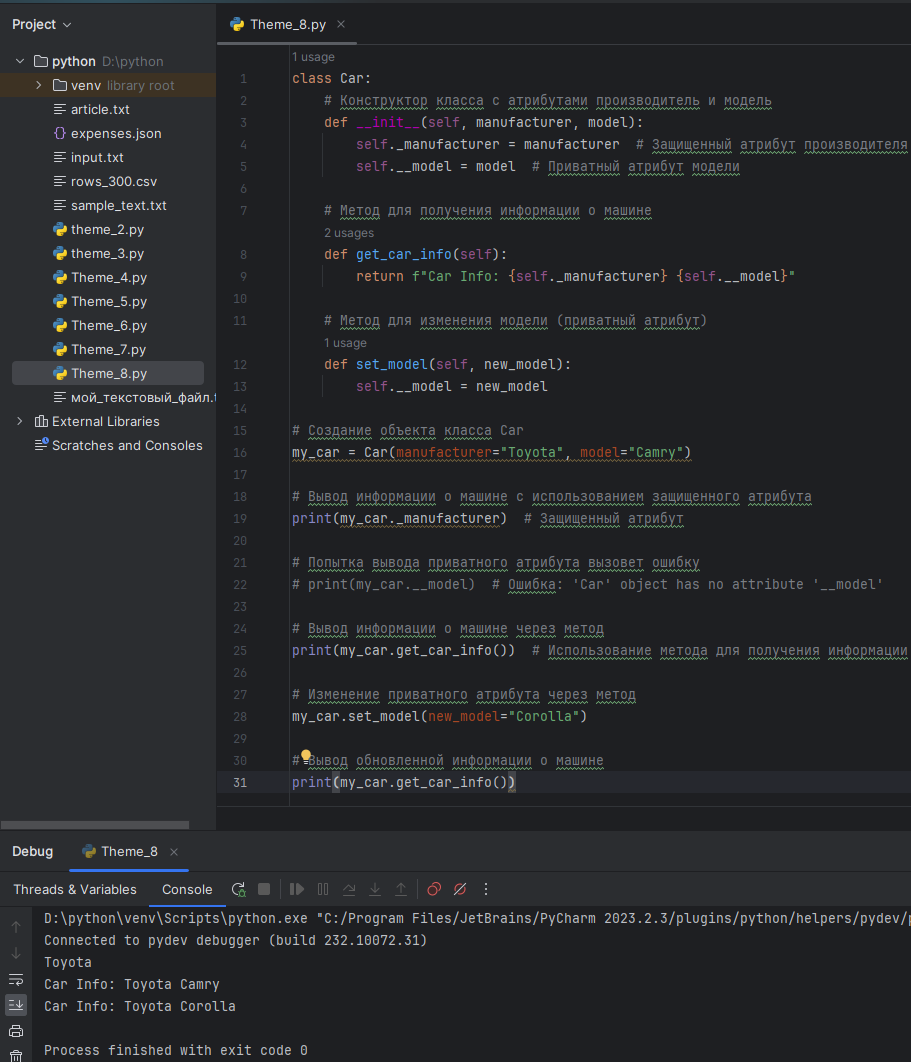 Project
Theme_8.py
python D:\python
venv library root
article.txt
expenses.json
input.txt
rows_300.csv
sample_text.txt
theme_2.py
theme_3.py
Theme_4.py
Theme_5.py
Theme_6.py
Theme_7.py
Theme_8.py
мой_текстовый_файл.
External Libraries
Scratches and Consoles
1 usage
1 class Car:
2 # Конструктор класса с атрибутами производитель и модель
3 def __init__(self, manufacturer, model):
4 self._manufacturer = manufacturer # Защищенный атрибут производителя
5 self.__model = model # Приватный атрибут модели
6
7 # Метод для получения информации о машине
2 usages
8 def get_car_info(self):
9 return f"Car Info: {self._manufacturer} {self.__model}"
10
11 # Метод для изменения модели (приватный атрибут)
1 usage
12 def set_model(self, new_model):
13 self.__model = new_model
14
15 # Создание объекта класса Car
16 my_car = Car(manufacturer="Toyota", model="Camry")
17
18 # Вывод информации о машине с использованием защищенного атрибута
19 print(my_car._manufacturer) # Защищенный атрибут
20
21 # Попытка вывода приватного атрибута вызовет ошибку
22 # print(my_car.__model) # Ошибка: 'Car' object has no attribute '__model'
23
24 # Вывод информации о машине через метод
25 print(my_car.get_car_info()) # Использование метода для получения информации
26
27 # Изменение приватного атрибута через метод
28 my_car.set_model(new_model="Corolla")
29
30 # Вывод обновленной информации о машине
31 print(my_car.get_car_info())
Debug Theme_8
Threads & Variables Console
D:\python\venv\Scripts\python.exe "C:/Program Files/JetBrains/PyCharm 2023.2.3/plugins/python/helpers/pydev/
Connected to pydev debugger (build 232.10072.31)
Toyota
Car Info: Toyota Camry
Car Info: Toyota Corolla
Process finished with exit code 0